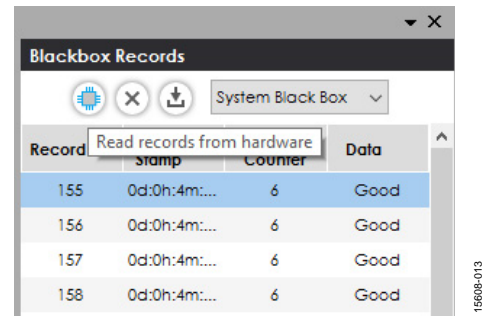 Blackbox Records
System Black Box
Read records from hardware
Record Stamp Counter Data
155 0d:0h:4m:... 6 Good
156 0d:0h:4m:... 6 Good
157 0d:0h:4m:... 6 Good
158 0d:0h:4m:... 6 Good
15608-013